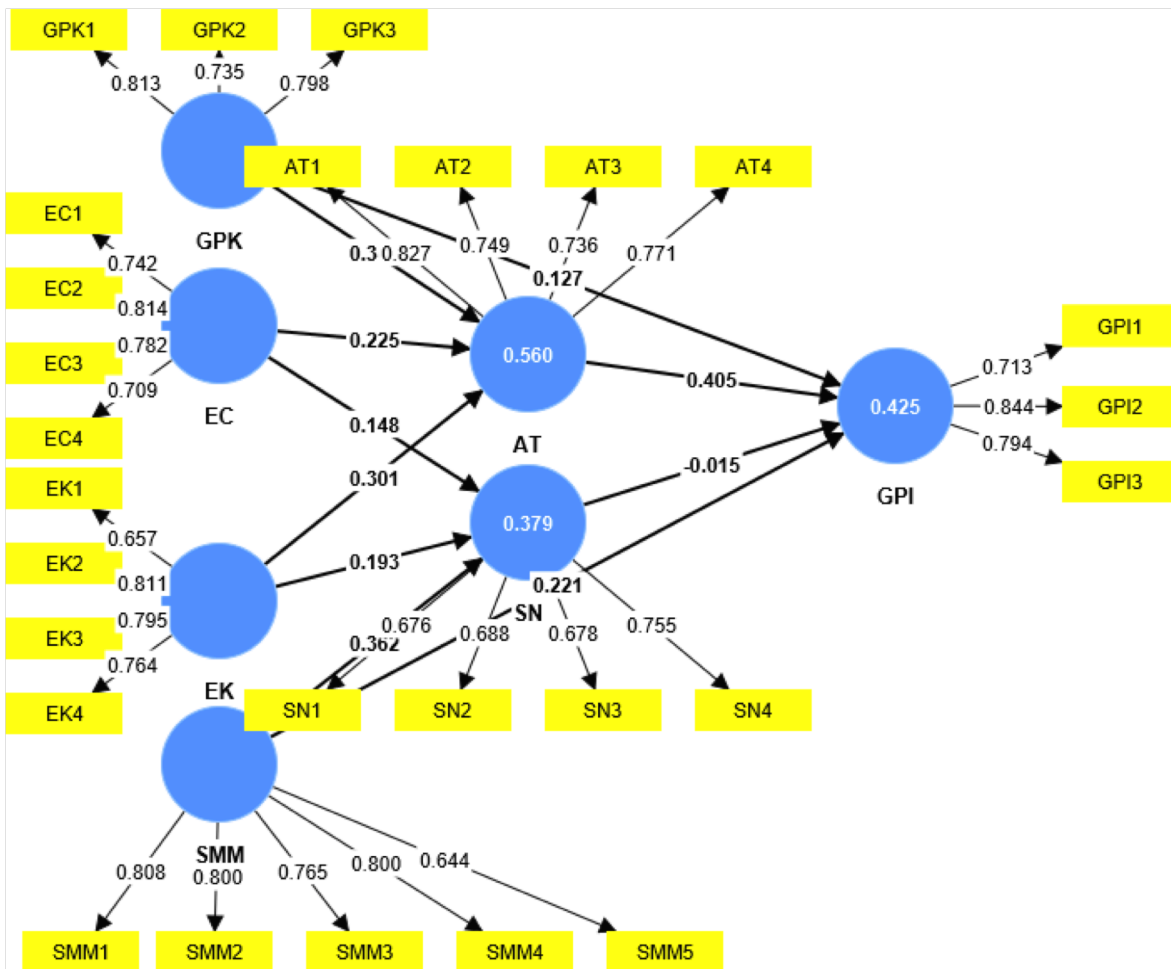 GPK1 GPK2 GPK3
0.813 0.735 0.798
AT1 AT2 AT3 AT4
EC1
GPK
0.3 0.827 0.749 0.736 0.771
0.742
0.127
EC2
0.814
0.225
0.560
GPI1
0.782
EC3
0.713
0.709
0.405
0.425
0.844
GPI2
EC
EC4
0.148
AT
0.794
0.301
-0.015
GPI3
EK1
GPI
0.379
0.657
EK2
0.811
0.193
0.221
0.795
SN
EK3
0.676 0.688 0.678 0.755
0.362
0.764
EK
EK4
SN1 SN2 SN3 SN4
SMM
0.808 0.800 0.765 0.800 0.644
SMM1 SMM2 SMM3 SMM4 SMM5